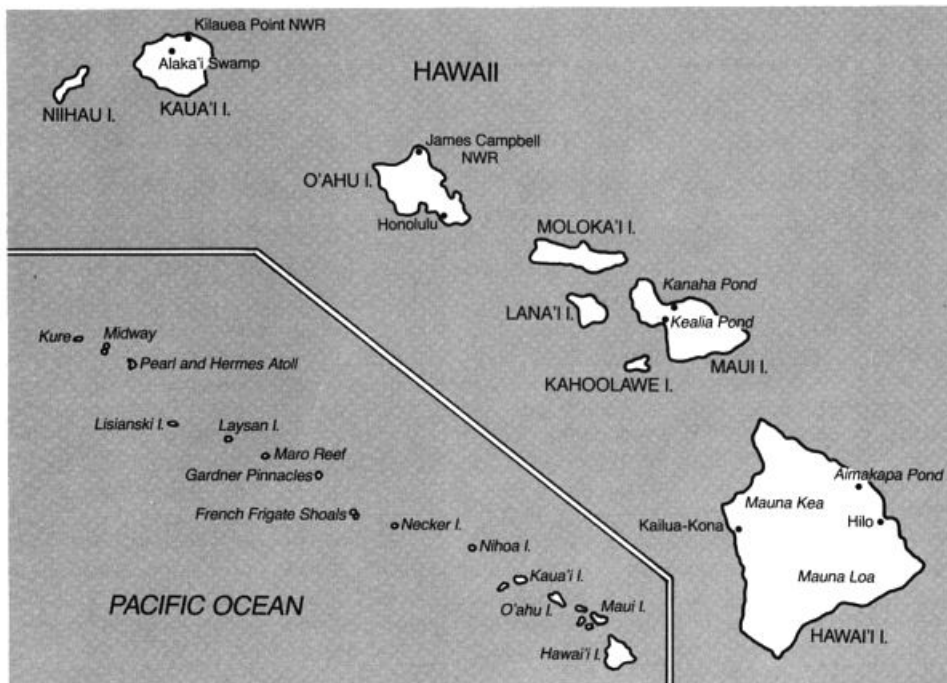 Kilauea Point NWR
Alaka'i Swamp
HAWAII
NIIHAU I.
KAUA'I I.
James Campbell
NWR
O'AHU I.
Honolulu
MOLOKA'I I.
Kanaha Pond
LANA'I I.
Kealia Pond
KAHOOLAWE I.
MAUI I.
Kure
Midway
Pearl and Hermes Atoll
Lisianski I.
Laysan I.
Maro Reef
Gardner Pinnacles
French Frigate Shoals
Necker I.
Nihoa I.
Aimakapa Pond
Mauna Kea
Kailua-Kona
Hilo
Mauna Loa
HAWAI'I I.
Kaua'i I.
PACIFIC OCEAN
O'ahu I.
Maui I.
Hawai'i I.